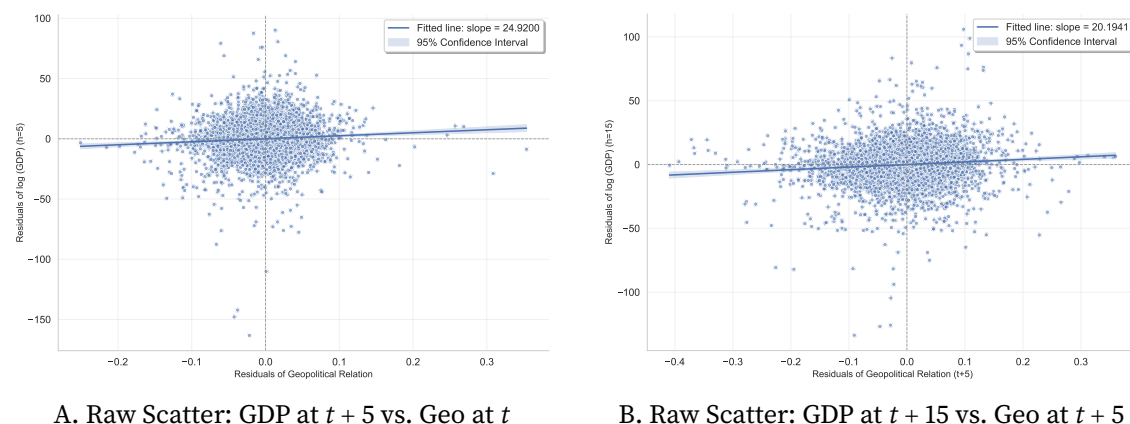 Residuals of log (GDP) (h=5)
100
50
0
−50
−100
−150
−0.2
−0.1
0.0
0.1
0.2
0.3
Residuals of Geopolitical Relation
Fitted line: slope = 24.9200
95% Confidence Interval
A. Raw Scatter: GDP at t + 5 vs. Geo at t
Residuals of log (GDP) (h=15)
100
50
0
−50
−100
−0.4
−0.3
−0.2
−0.1
0.0
0.1
0.2
0.3
Residuals of Geopolitical Relation (t+5)
Fitted line: slope = 20.1941
95% Confidence Interval
B. Raw Scatter: GDP at t + 15 vs. Geo at t + 5